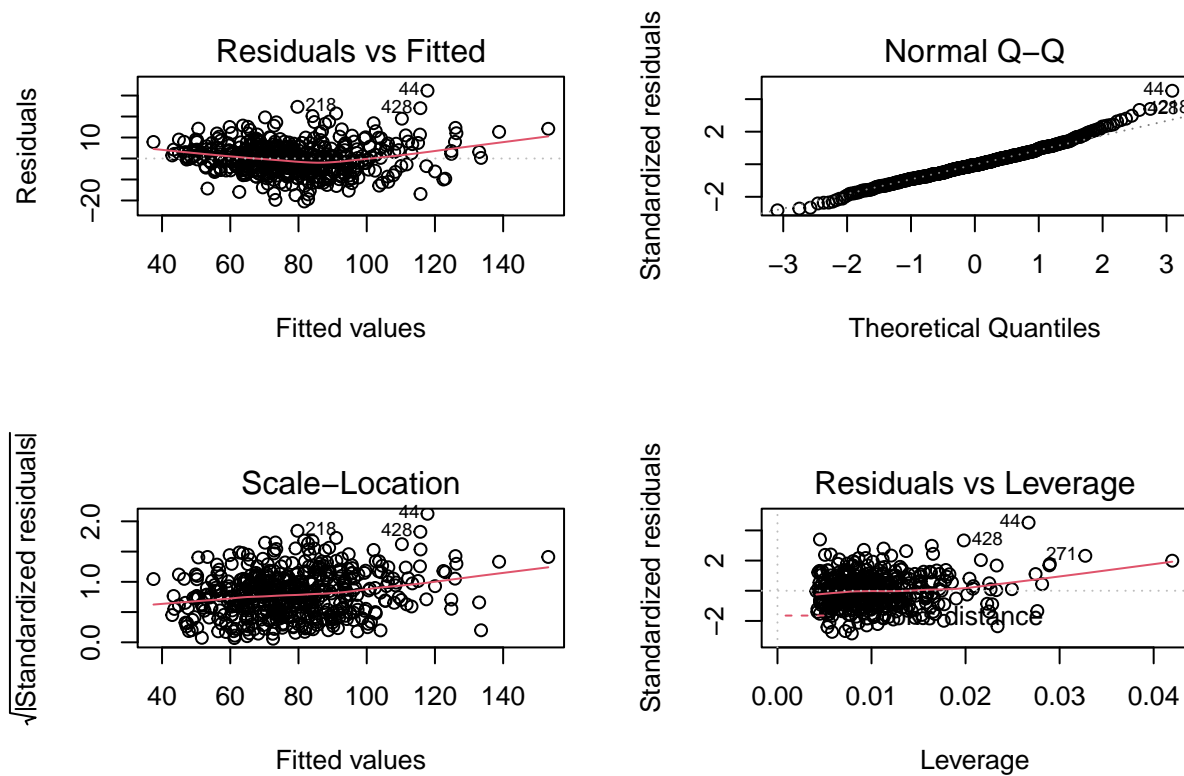 Residuals vs Fitted
Residuals
10
−20
44
218
428
40 60 80 100 120 140
Fitted values
Normal Q−Q
Standardized residuals
2
−2
44
−3 −2 −1 0 1 2 3
Theoretical Quantiles
Scale−Location
√|Standardized residuals|
2.0
1.0
0.0
44
218
428
40 60 80 100 120 140
Fitted values
Residuals vs Leverage
Standardized residuals
2
−2
44
428
271
distance
0.00 0.01 0.02 0.03 0.04
Leverage